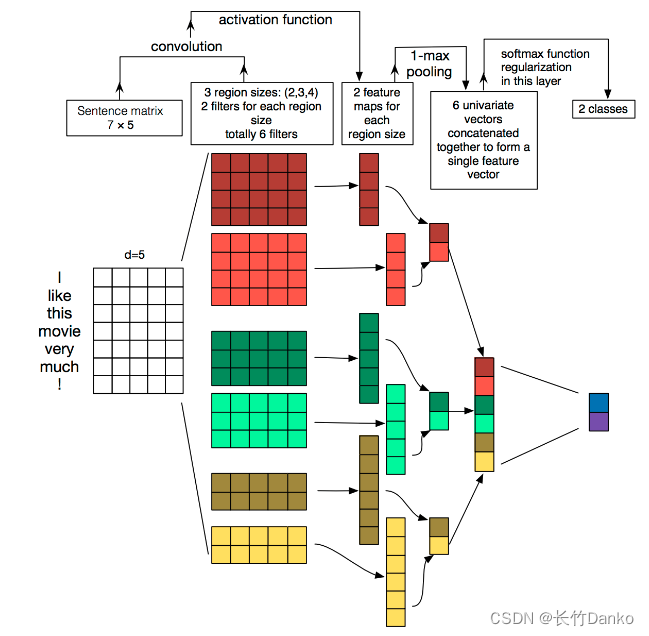 activation function
convolution
1-max
pooling
softmax function
regularization
in this layer
Sentence matrix
7 × 5
3 region sizes: (2,3,4)
2 filters for each region
size
totally 6 filters
2 feature
maps for
each
region size
6 univariate
vectors
concatenated
together to form a
single feature
vector
2 classes
d=5
I
like
this
movie
very
much
!
CSDN @长竹Danko